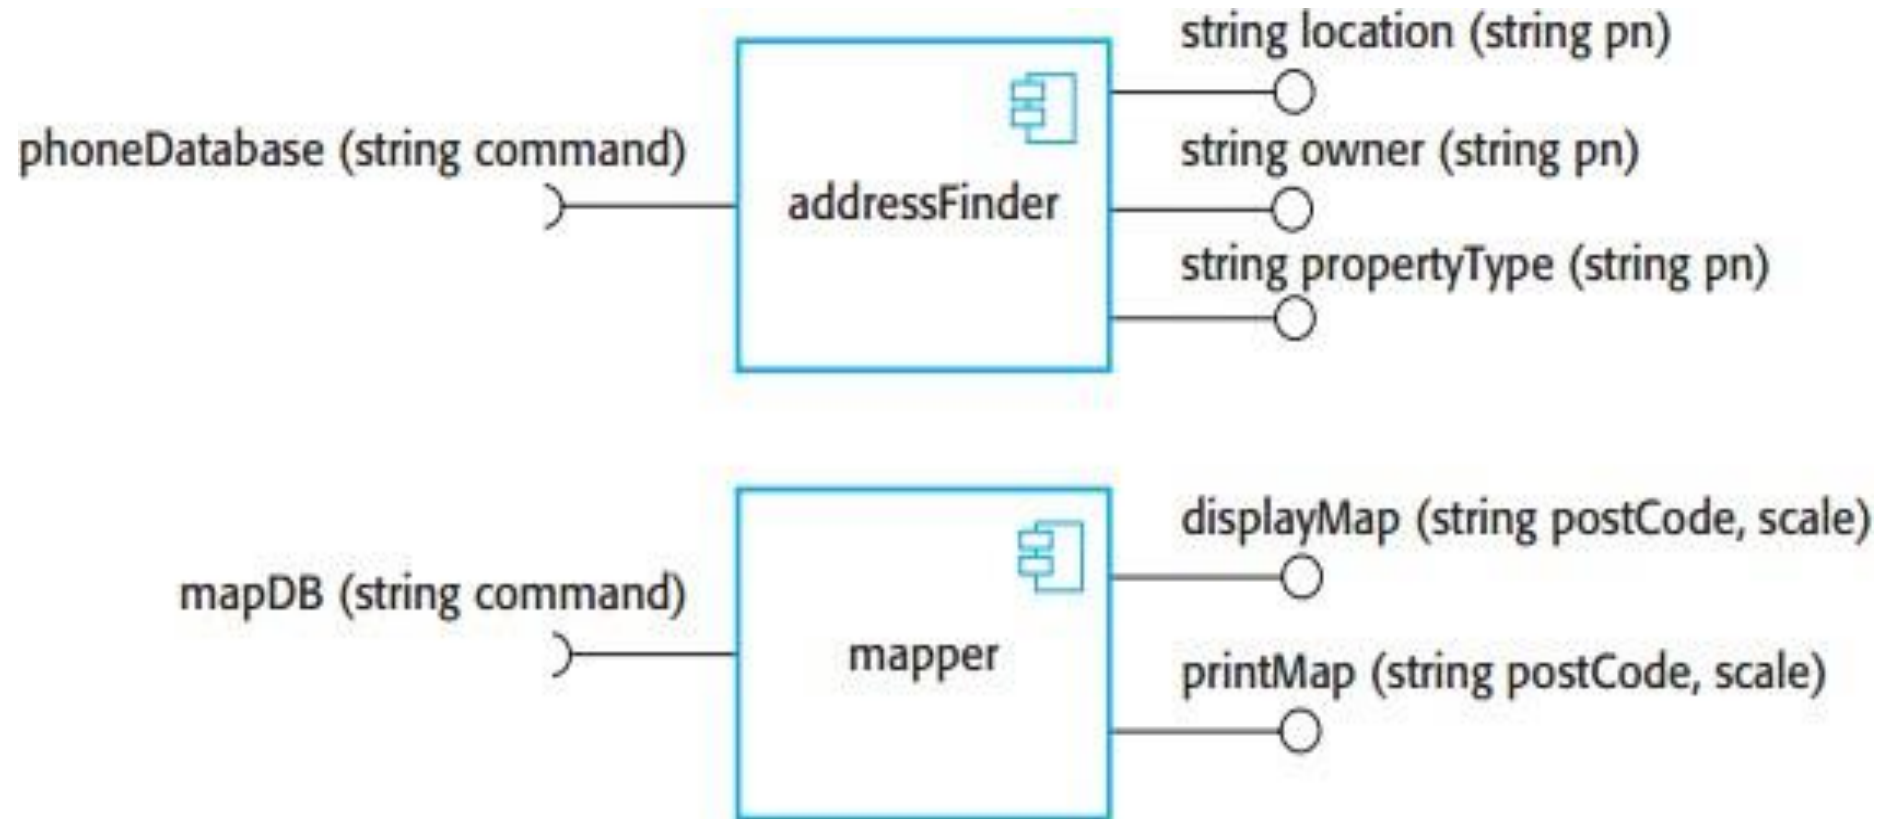 string location (string pn)
phoneDatabase (string command)
string owner (string pn)
addressFinder
string propertyType (string pn)
displayMap (string postCode, scale)
mapDB (string command)
mapper
printMap (string postCode, scale)